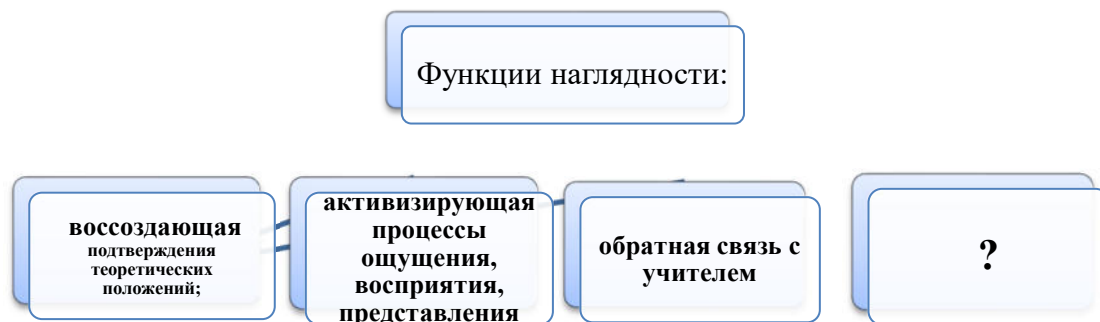 Функции наглядности:
воссоздающая
подтверждения
теоретических
положений;
активизирующая
процессы
ощущения,
восприятия,
представления
обратная связь с
учителем
?